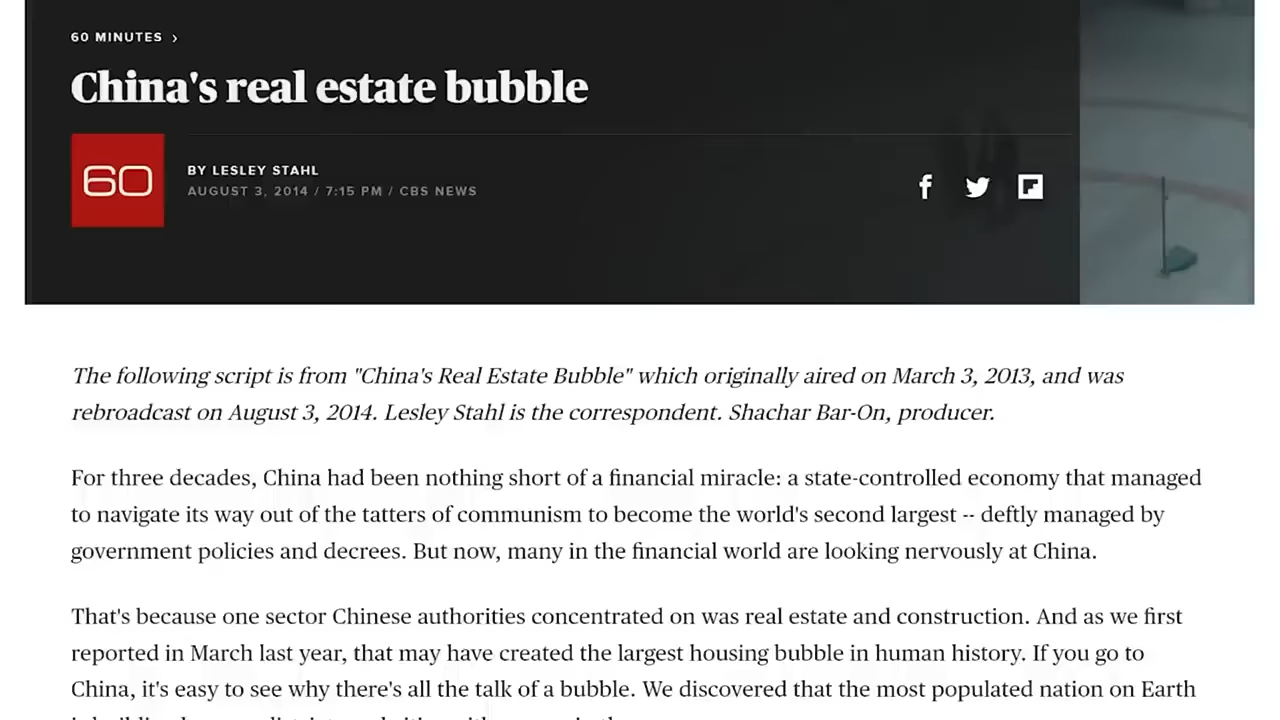 60 MINUTES ›
China's real estate bubble
60
BY LESLEY STAHL
AUGUST 3, 2014 / 7:15 PM / CBS NEWS
The following script is from "China's Real Estate Bubble" which originally aired on March 3, 2013, and was
rebroadcast on August 3, 2014. Lesley Stahl is the correspondent. Shachar Bar-On, producer.
For three decades, China had been nothing short of a financial miracle: a state-controlled economy that managed
to navigate its way out of the tatters of communism to become the world's second largest -- deftly managed by
government policies and decrees. But now, many in the financial world are looking nervously at China.
That's because one sector Chinese authorities concentrated on was real estate and construction. And as we first
reported in March last year, that may have created the largest housing bubble in human history. If you go to
China, it's easy to see why there's all the talk of a bubble. We discovered that the most populated nation on Earth